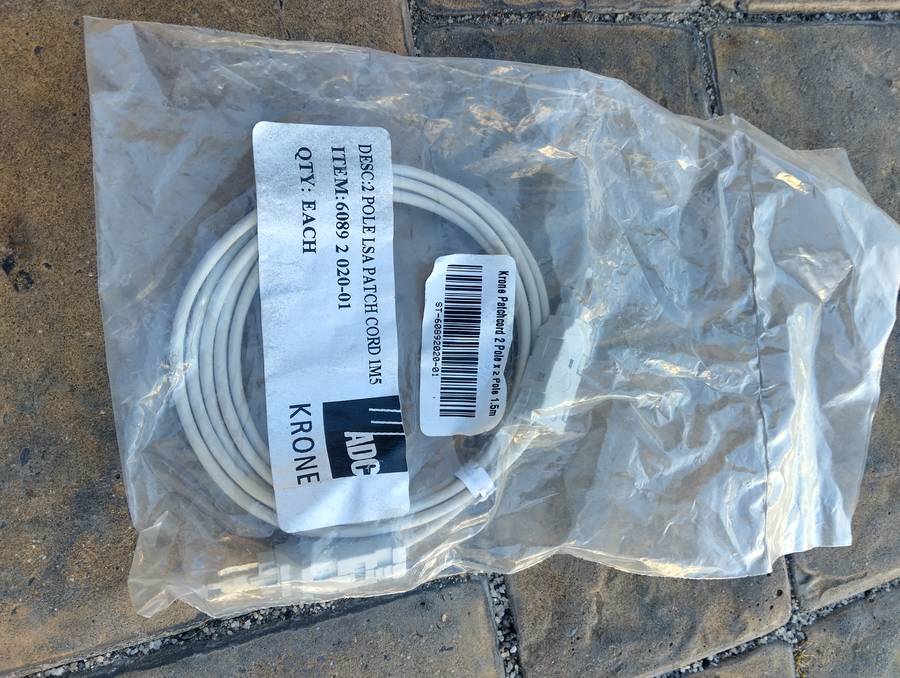 DESC:2 POLE LSA PATCH CORD 1M5
ITEM:6089 2 020-01
QTY: EACH
ADC
KRONE
Krone Patchcord 2 Pole x 2 Pole 1.5m
ST-60892020-01